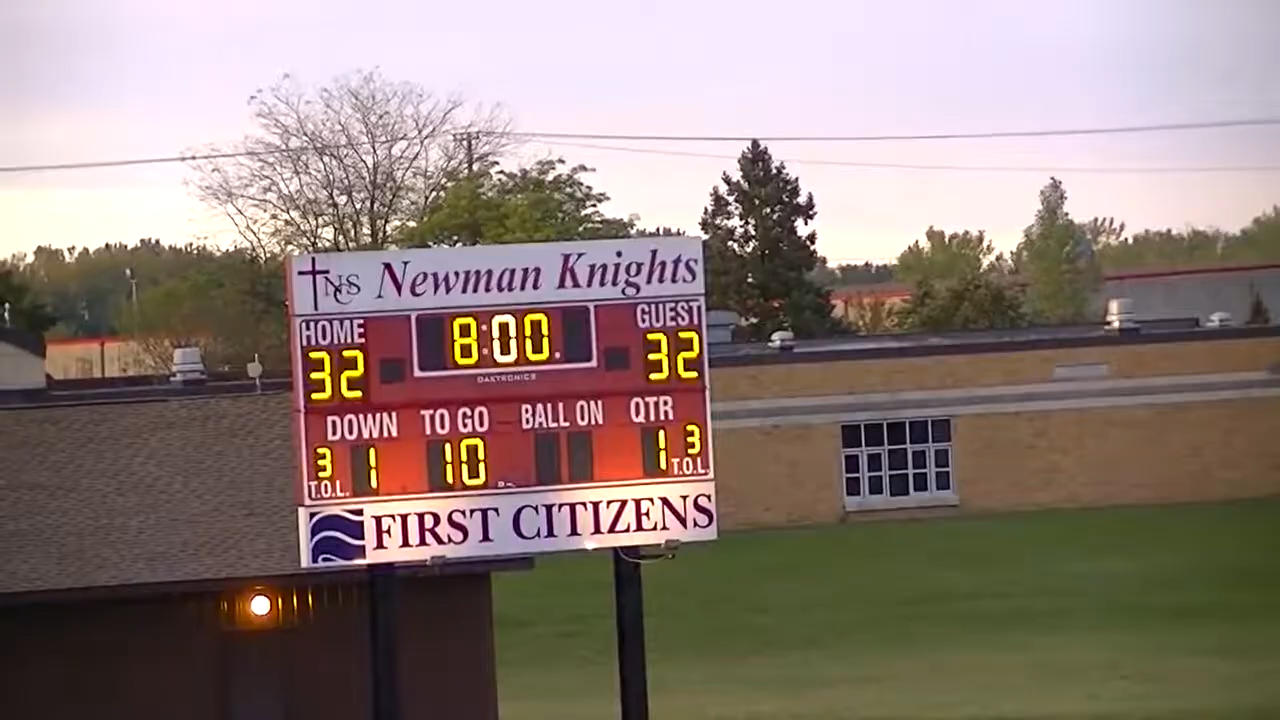 NCS Newman Knights
HOME 8:00. GUEST
32 32
DAKTRONICS
DOWN TO GO BALL ON QTR
3 1 10 1 3
T.O.L. T.O.L.
FIRST CITIZENS